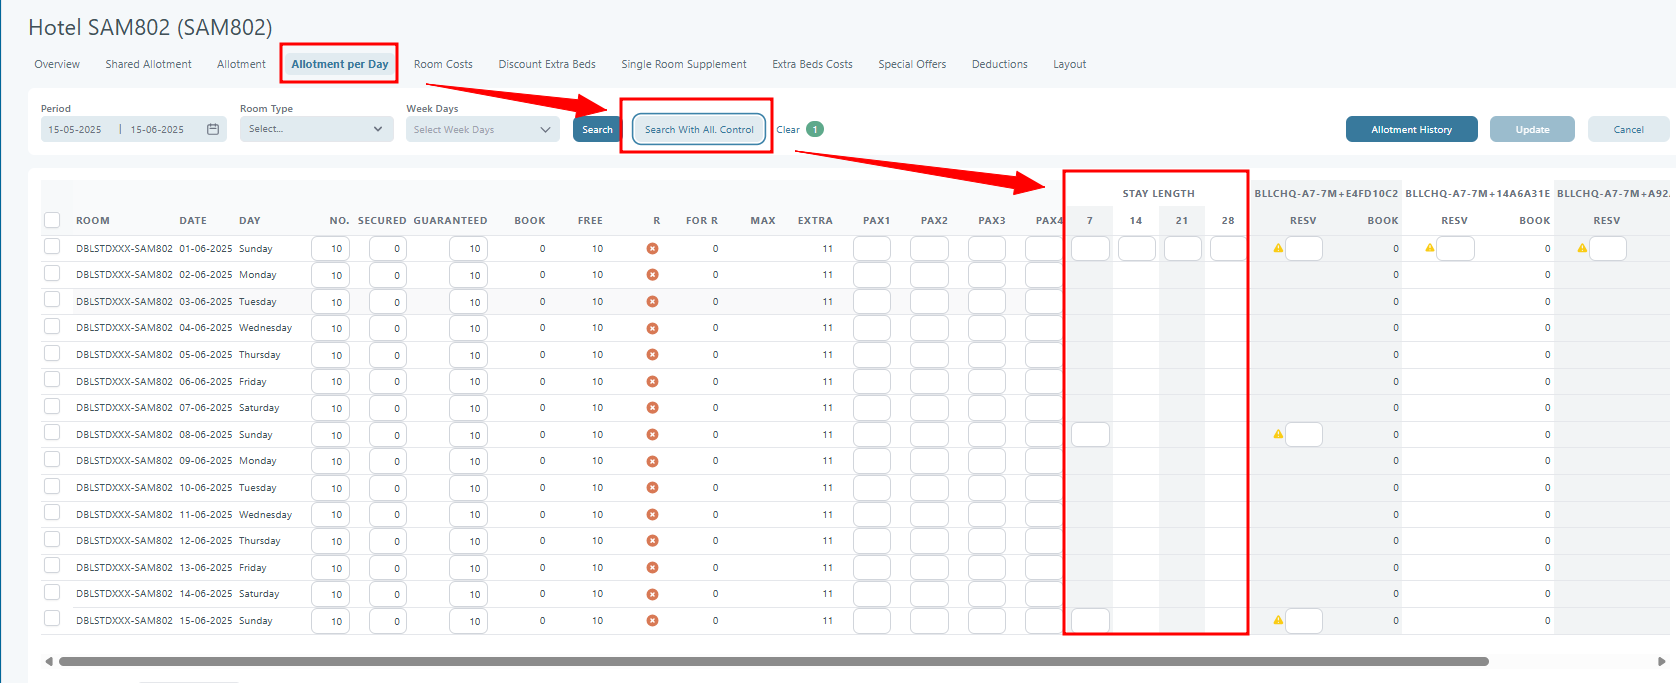 Hotel SAM802 (SAM802)
Overview Shared Allotment Allotment Allotment per Day Room Costs Discount Extra Beds Single Room Supplement Extra Beds Costs Special Offers Deductions Layout
Period Room Type Week Days
15-05-2025 | 15-06-2025 Select... Select Week Days Search Search With All. Control Clear 1 Allotment History Update Cancel
STAY LENGTH BLLCHQ-A7-7M+E4FD10C2 BLLCHQ-A7-7M+14A6A31E BLLCHQ-A7-7M+A92
ROOM DATE DAY NO. SECURED GUARANTEED BOOK FREE R FOR R MAX EXTRA PAX1 PAX2 PAX3 PAX4 7 14 21 28 RESV BOOK RESV BOOK RESV
DBLSTDXXX-SAM802 01-06-2025 Sunday 10 0 10 0 10 0 11 0 0
DBLSTDXXX-SAM802 02-06-2025 Monday 10 0 10 0 10 0 11 0 0
DBLSTDXXX-SAM802 03-06-2025 Tuesday 10 0 10 0 10 0 11 0 0
DBLSTDXXX-SAM802 04-06-2025 Wednesday 10 0 10 0 10 0 11 0 0
DBLSTDXXX-SAM802 05-06-2025 Thursday 10 0 10 0 10 0 11 0 0
DBLSTDXXX-SAM802 06-06-2025 Friday 10 0 10 0 10 0 11 0 0
DBLSTDXXX-SAM802 07-06-2025 Saturday 10 0 10 0 10 0 11 0 0
DBLSTDXXX-SAM802 08-06-2025 Sunday 10 0 10 0 10 0 11 0 0
DBLSTDXXX-SAM802 09-06-2025 Monday 10 0 10 0 10 0 11 0 0
DBLSTDXXX-SAM802 10-06-2025 Tuesday 10 0 10 0 10 0 11 0 0
DBLSTDXXX-SAM802 11-06-2025 Wednesday 10 0 10 0 10 0 11 0 0
DBLSTDXXX-SAM802 12-06-2025 Thursday 10 0 10 0 10 0 11 0 0
DBLSTDXXX-SAM802 13-06-2025 Friday 10 0 10 0 10 0 11 0 0
DBLSTDXXX-SAM802 14-06-2025 Saturday 10 0 10 0 10 0 11 0 0
DBLSTDXXX-SAM802 15-06-2025 Sunday 10 0 10 0 10 0 11 0 0